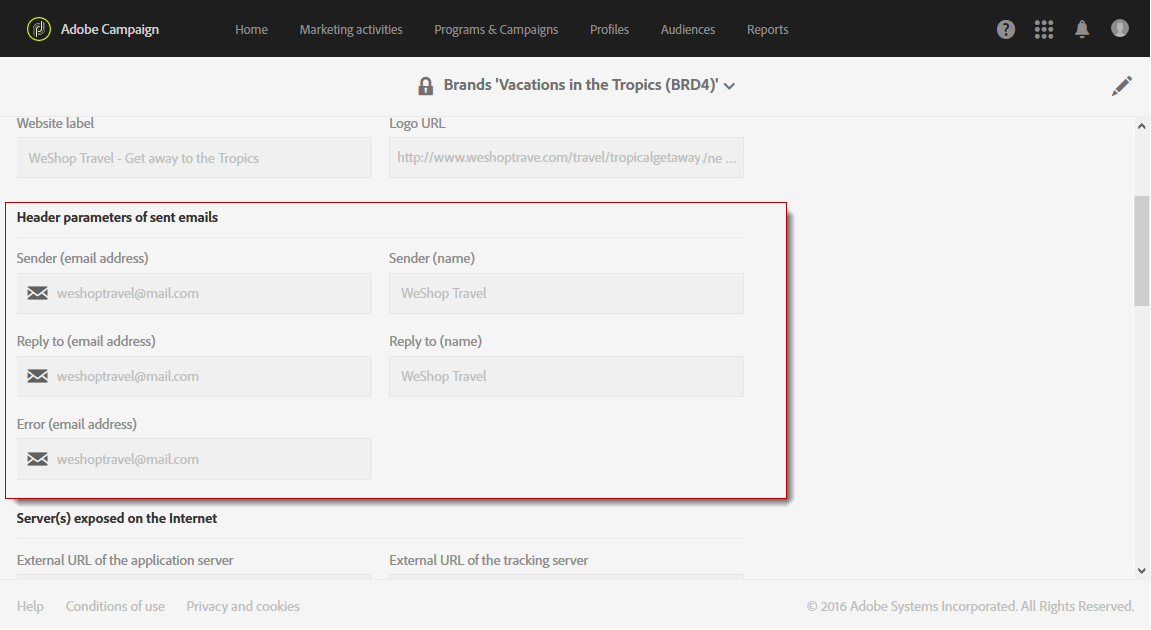 Adobe Campaign Home Marketing activities Programs & Campaigns Profiles Audiences Reports ?
Brands 'Vacations in the Tropics (BRD4)'
Website label Logo URL
WeShop Travel - Get away to the Tropics http://www.weshoptrave.com/travel/tropicalgetaway/ne ...
Header parameters of sent emails
Sender (email address) Sender (name)
weshoptravel@mail.com WeShop Travel
Reply to (email address) Reply to (name)
weshoptravel@mail.com WeShop Travel
Error (email address)
weshoptravel@mail.com
Server(s) exposed on the Internet
External URL of the application server External URL of the tracking server
Help Conditions of use Privacy and cookies © 2016 Adobe Systems Incorporated. All Rights Reserved.